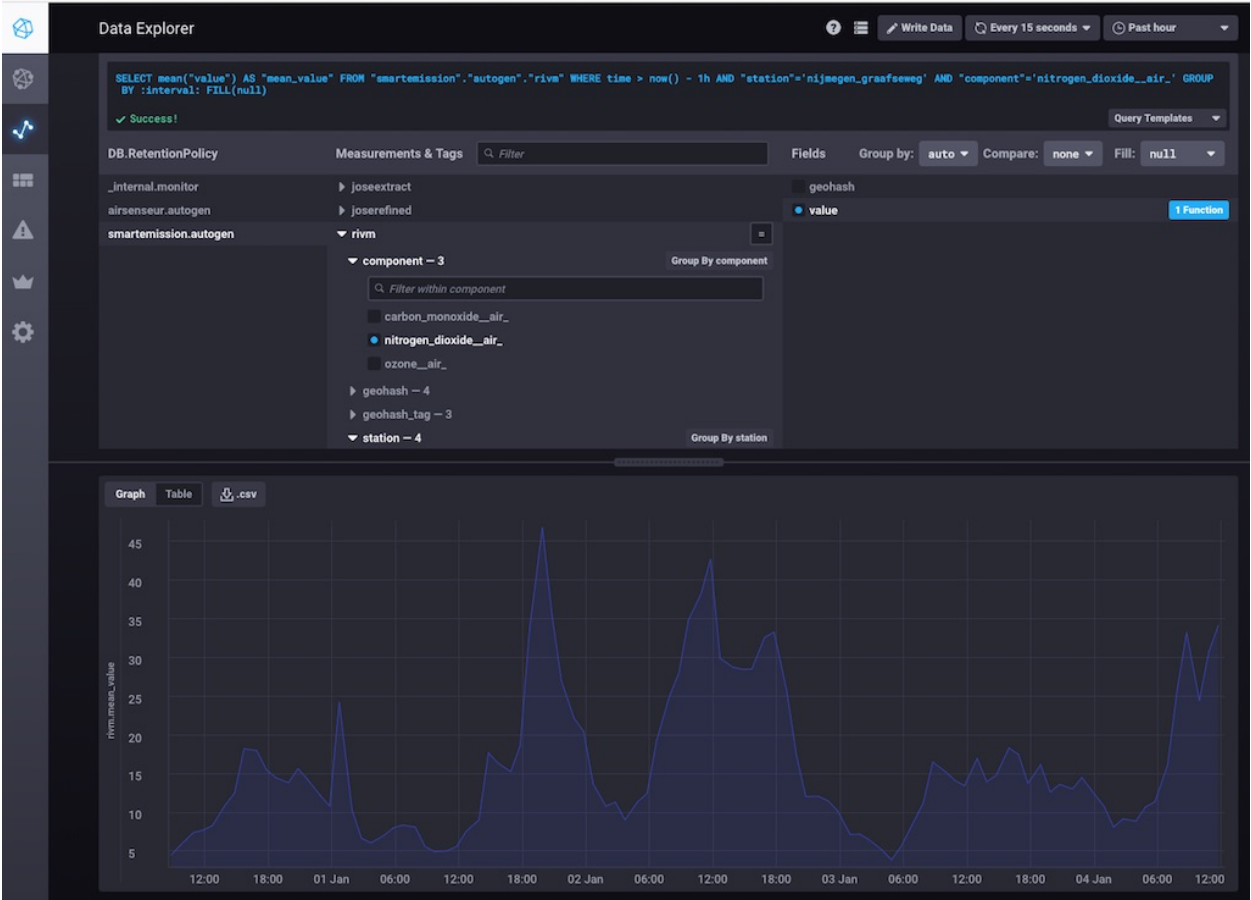 Data Explorer
? Write Data Every 15 seconds Past hour
SELECT mean("value") AS "mean_value" FROM "smartemission"."autogen"."rivm" WHERE time > now() - 1h AND "station"='nijmegen_graafseweg' AND "component"='nitrogen_dioxide__air_' GROUP
BY :interval: FILL(null)
Success!
Query Templates
DB.RetentionPolicy
Measurements & Tags
Filter
Fields
Group by: auto Compare: none Fill: null
_internal.monitor
airsenseur.autogen
smartemission.autogen
joseextract
joserefined
rivm
=
component — 3
Group By component
Filter within component
carbon_monoxide__air_
nitrogen_dioxide__air_
ozone__air_
geohash — 4
geohash_tag — 3
station — 4
Group By station
geohash
value
1 Function
Graph Table .csv
rivm.mean_value
45
40
35
30
25
20
15
10
5
12:00 18:00 01 Jan 06:00 12:00 18:00 02 Jan 06:00 12:00 18:00 03 Jan 06:00 12:00 18:00 04 Jan 06:00 12:00